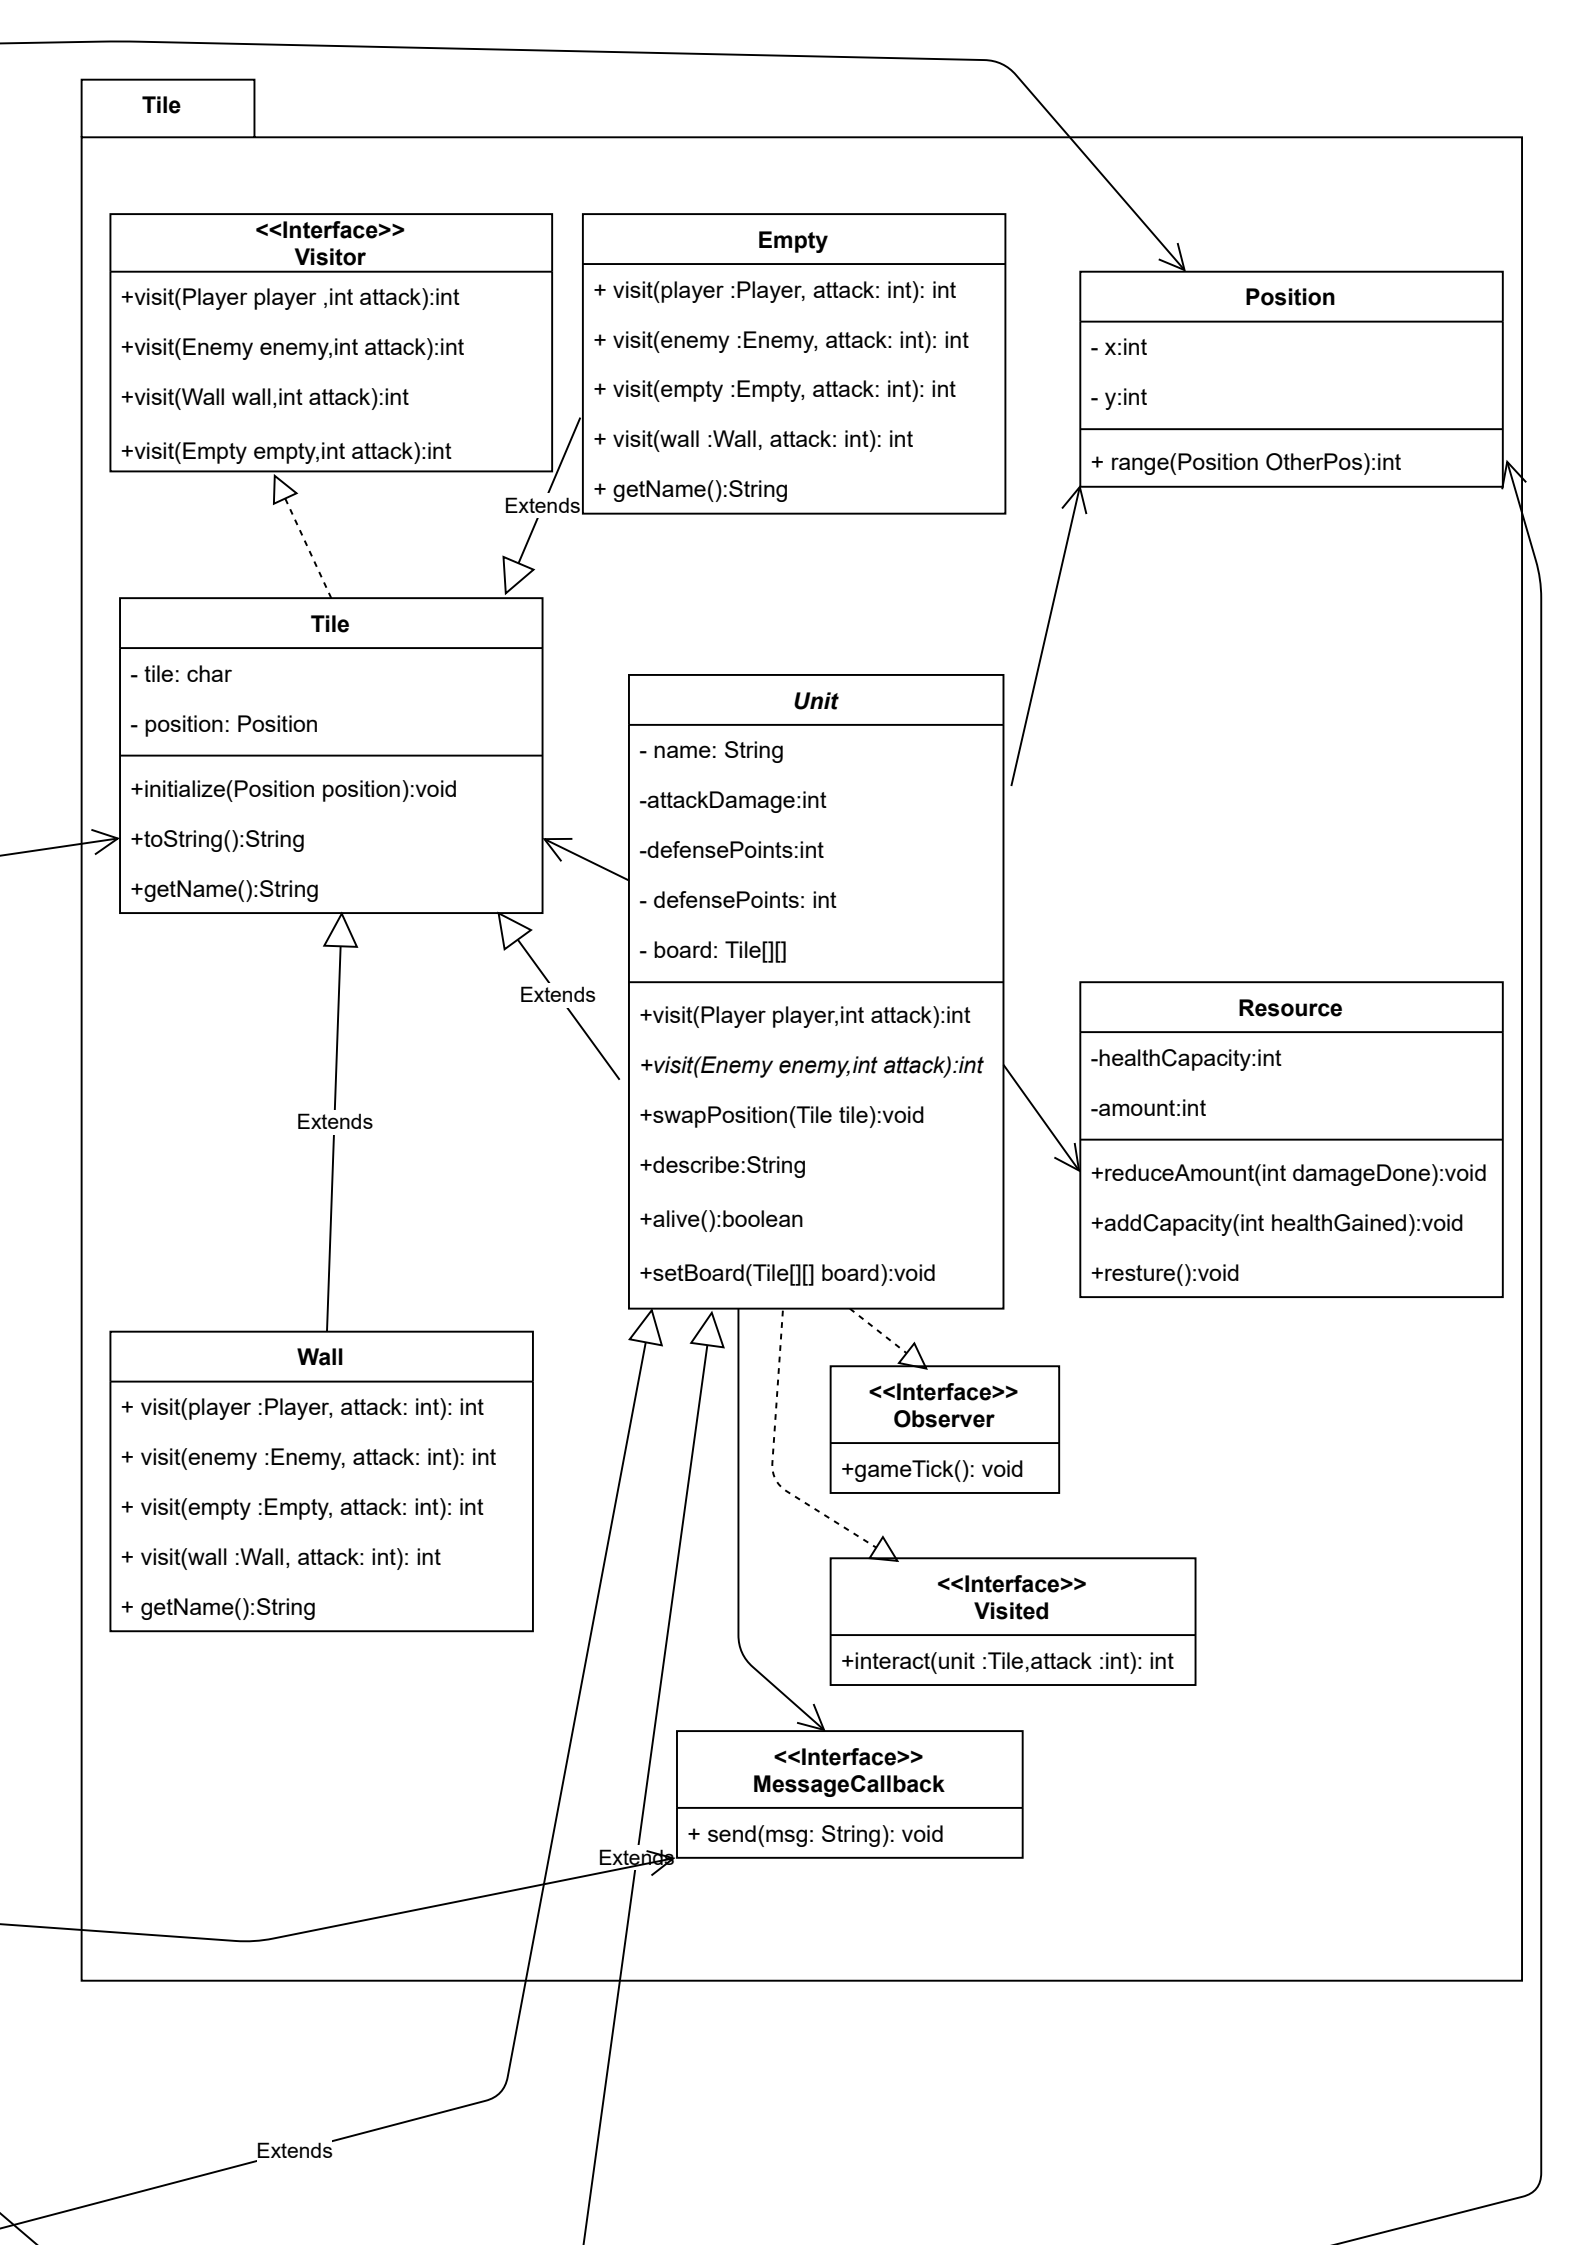 Tile
<<Interface>>
Visitor
+visit(Player player ,int attack):int
+visit(Enemy enemy,int attack):int
+visit(Wall wall,int attack):int
+visit(Empty empty,int attack):int
Empty
+ visit(player :Player, attack: int): int
+ visit(enemy :Enemy, attack: int): int
+ visit(empty :Empty, attack: int): int
+ visit(wall :Wall, attack: int): int
+ getName():String
Position
- x:int
- y:int
+ range(Position OtherPos):int
Extends
Tile
- tile: char
- position: Position
+initialize(Position position):void
+toString():String
+getName():String
Unit
- name: String
-attackDamage:int
-defensePoints:int
- defensePoints: int
- board: Tile[][]
+visit(Player player,int attack):int
+visit(Enemy enemy,int attack):int
+swapPosition(Tile tile):void
+describe:String
+alive():boolean
+setBoard(Tile[][] board):void
Extends
Resource
-healthCapacity:int
-amount:int
+reduceAmount(int damageDone):void
+addCapacity(int healthGained):void
+resture():void
Extends
Wall
+ visit(player :Player, attack: int): int
+ visit(enemy :Enemy, attack: int): int
+ visit(empty :Empty, attack: int): int
+ visit(wall :Wall, attack: int): int
+ getName():String
<<Interface>>
Observer
+gameTick(): void
<<Interface>>
Visited
+interact(unit :Tile,attack :int): int
<<Interface>>
MessageCallback
+ send(msg: String): void
Extends
Extends